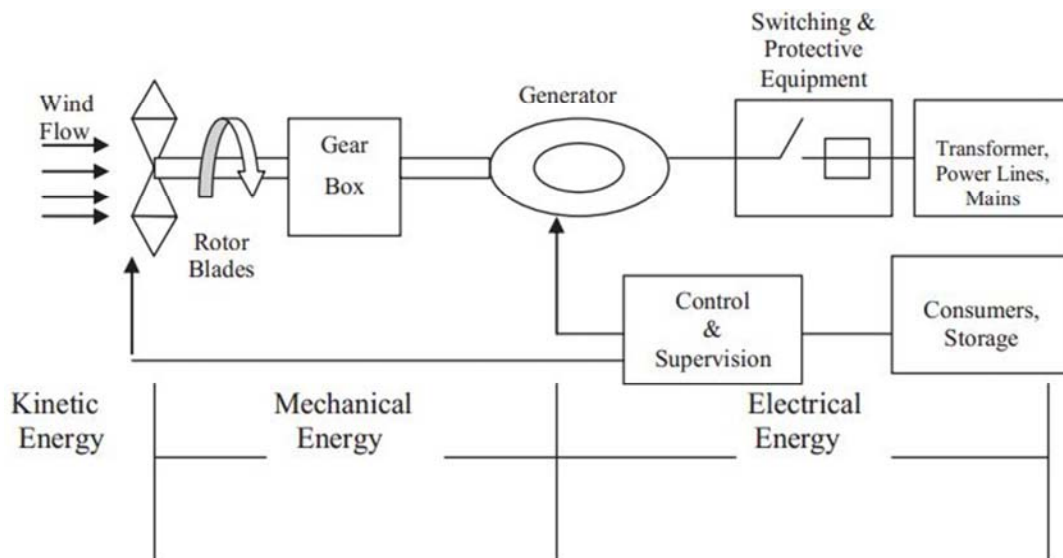 Switching &
Protective
Equipment
Wind
Flow
Generator
Gear
Box
Transformer,
Power Lines,
Mains
Rotor
Blades
Control
&
Supervision
Consumers,
Storage
Kinetic
Energy
Mechanical
Energy
Electrical
Energy